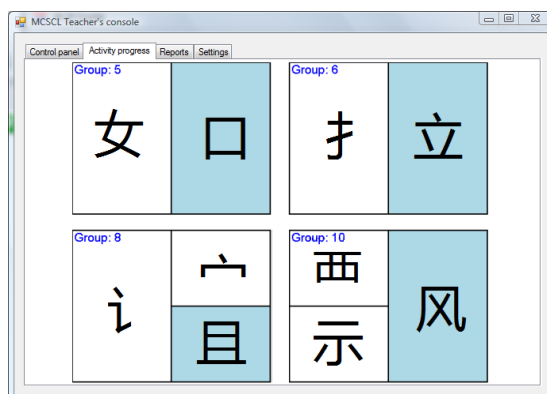 MCSCL Teacher's console
Control panel Activity progress Reports Settings
Group: 5
女 口
Group: 6
扌 立
Group: 8
讠 宀
且
Group: 10
覀 风
示